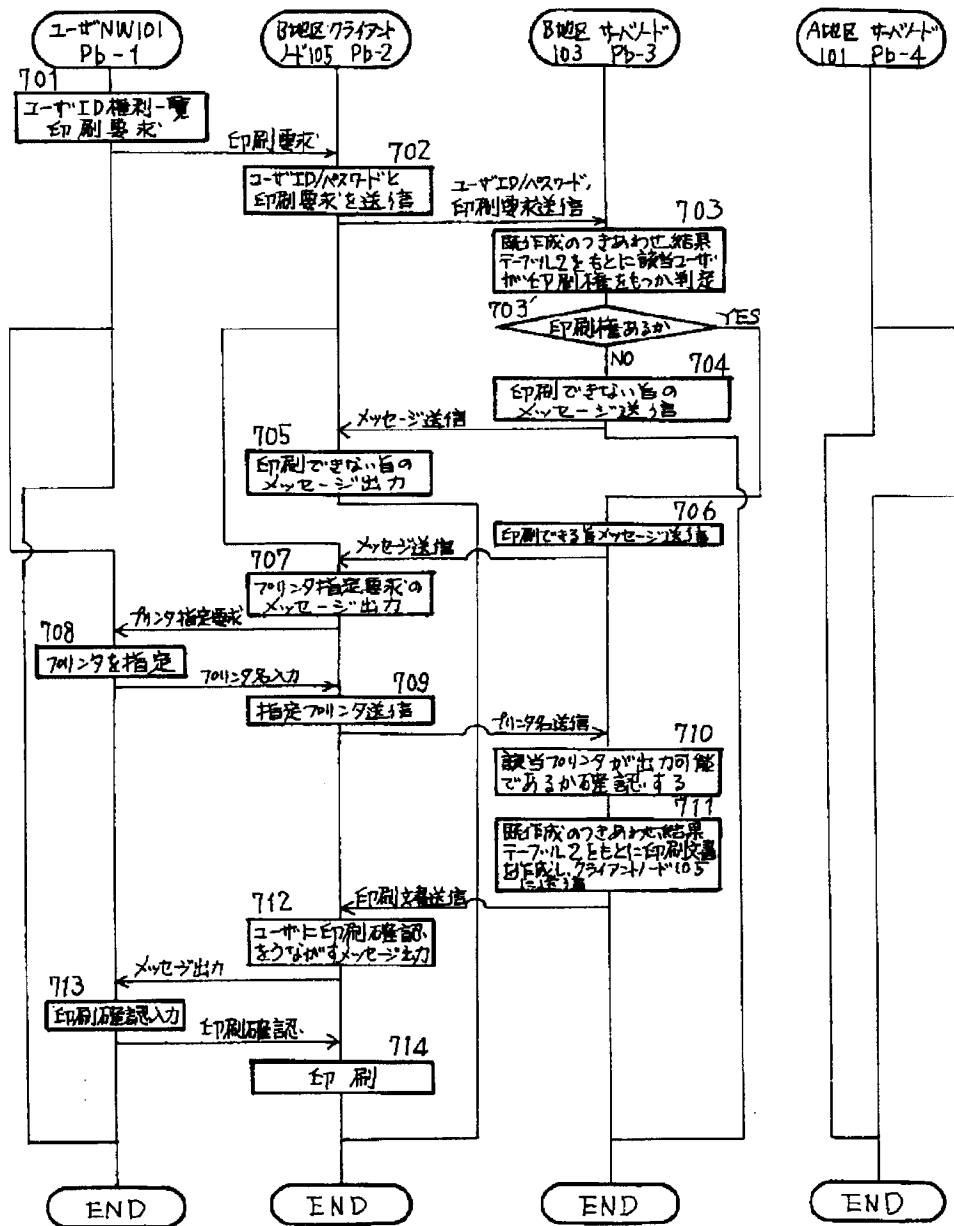 ユーザNW101
Pb-1
B地区クライアント
ノード105 Pb-2
B地区 サーバノード
103 Pb-3
A地区 サーバノード
101 Pb-4
701
ユーザID権利一覧
印刷要求
印刷要求
702
ユーザID/パスワードと
印刷要求を送信
ユーザID/パスワード,
印刷要求送信
703
既作成のつきあわせ結果
テーブル2をもとに該当ユーザ
が印刷権をもつか判定
703'
印刷権あるか
YES
NO
704
印刷できない旨の
メッセージ送信
メッセージ送信
705
印刷できない旨の
メッセージ出力
706
印刷できる旨メッセージ送信
メッセージ送信
707
プリンタ指定要求の
メッセージ出力
プリンタ指定要求
708
プリンタを指定
プリンタ名入力
709
指定プリンタ送信
プリンタ名送信
710
該当プリンタが出力可能
であるか確認する
711
既作成のつきあわせ結果
テーブル2をもとに印刷文書
を作成し、クライアントノード105
に送信
印刷文書送信
712
ユーザに印刷確認
をうながすメッセージ出力
メッセージ出力
713
印刷確認入力
印刷確認
714
印刷
END
END
END
END